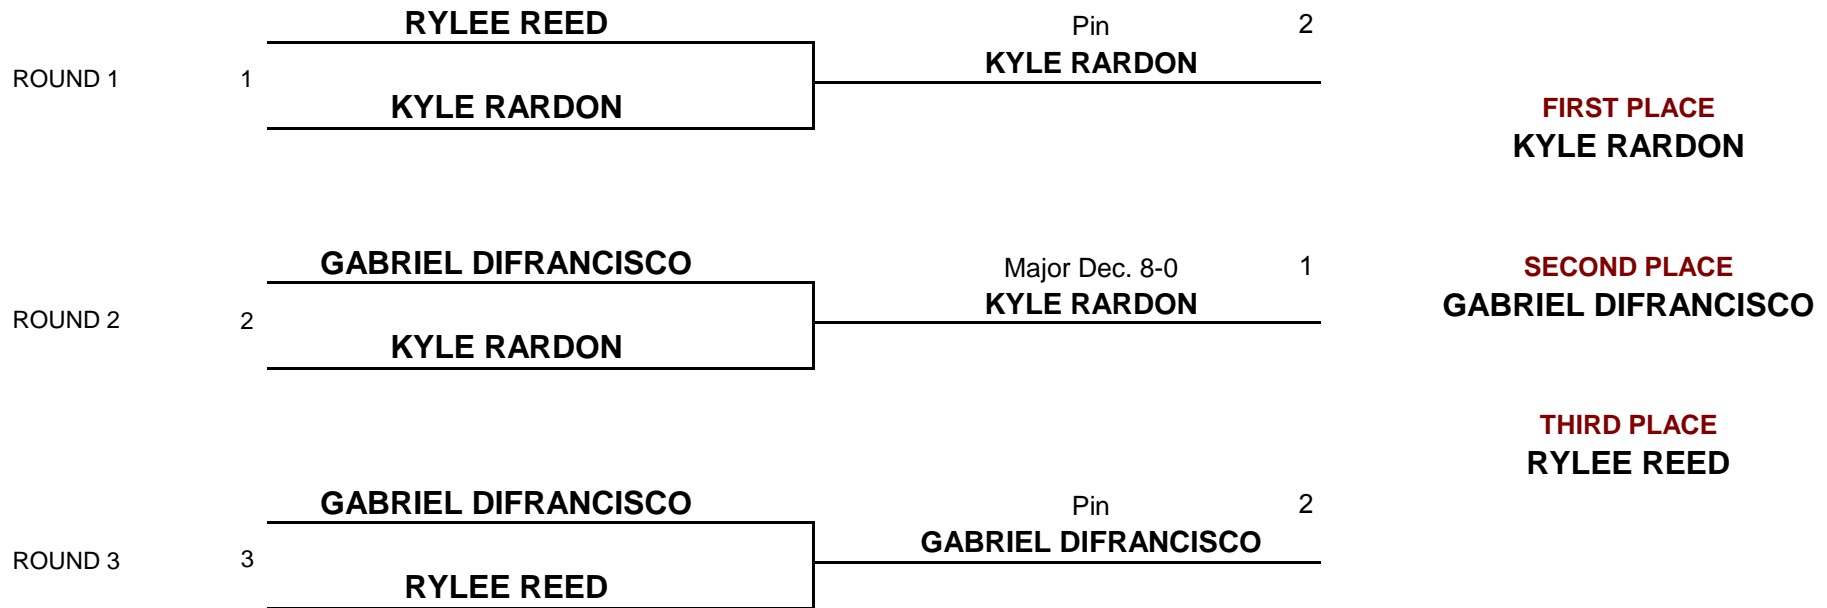 RYLEE REED
Pin 2
KYLE RARDON
ROUND 1 1
KYLE RARDON
FIRST PLACE
KYLE RARDON
GABRIEL DIFRANCISCO
Major Dec. 8-0 1
KYLE RARDON
SECOND PLACE
GABRIEL DIFRANCISCO
ROUND 2 2
KYLE RARDON
THIRD PLACE
RYLEE REED
GABRIEL DIFRANCISCO
Pin 2
GABRIEL DIFRANCISCO
ROUND 3 3
RYLEE REED